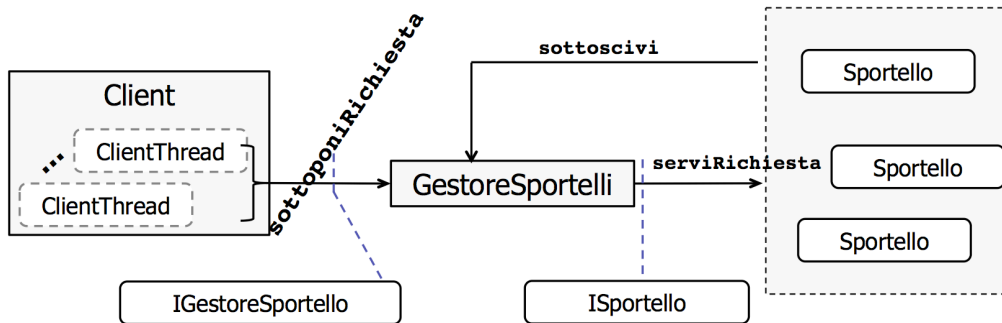 sottoponiRichiesta
sottoscivi
Sportello
Client
ClientThread
...
ClientThread
GestoreSportelli
serviRichiesta
Sportello
Sportello
IGestoreSportello
ISportello